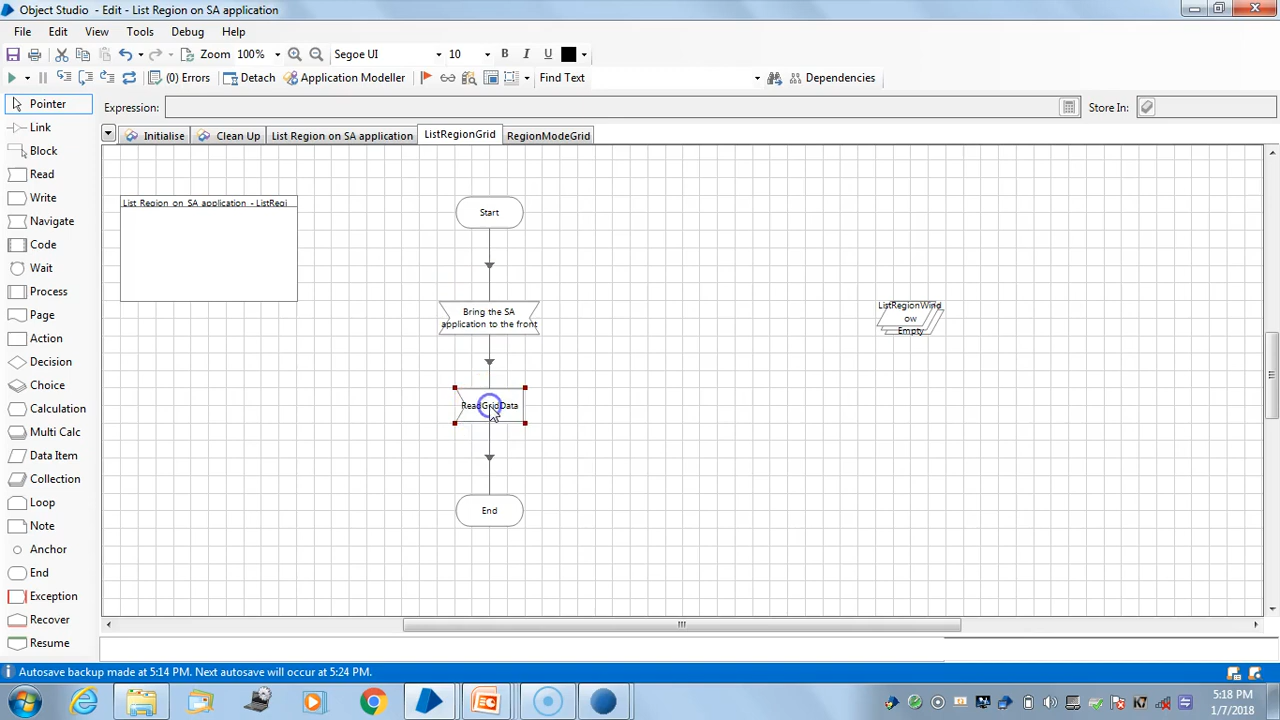 Object Studio - Edit - List Region on SA application
File Edit View Tools Debug Help
Zoom 100% Segoe UI 10 B I U
(0) Errors Detach Application Modeller Find Text Dependencies
Pointer
Expression: Store In:
Link
Initialise Clean Up List Region on SA application ListRegionGrid RegionModeGrid
Block
Read
Write
Navigate
Code
Wait
Process
Page
Action
Decision
Choice
Calculation
Multi Calc
Data Item
Collection
Loop
Note
Anchor
End
Exception
Recover
Resume
List Region on SA application - ListRegi
Start
Bring the SA
application to the front
ListRegionWind
ow
Empty
ReadGridData
End
Autosave backup made at 5:14 PM. Next autosave will occur at 5:24 PM.
5:18 PM
1/7/2018